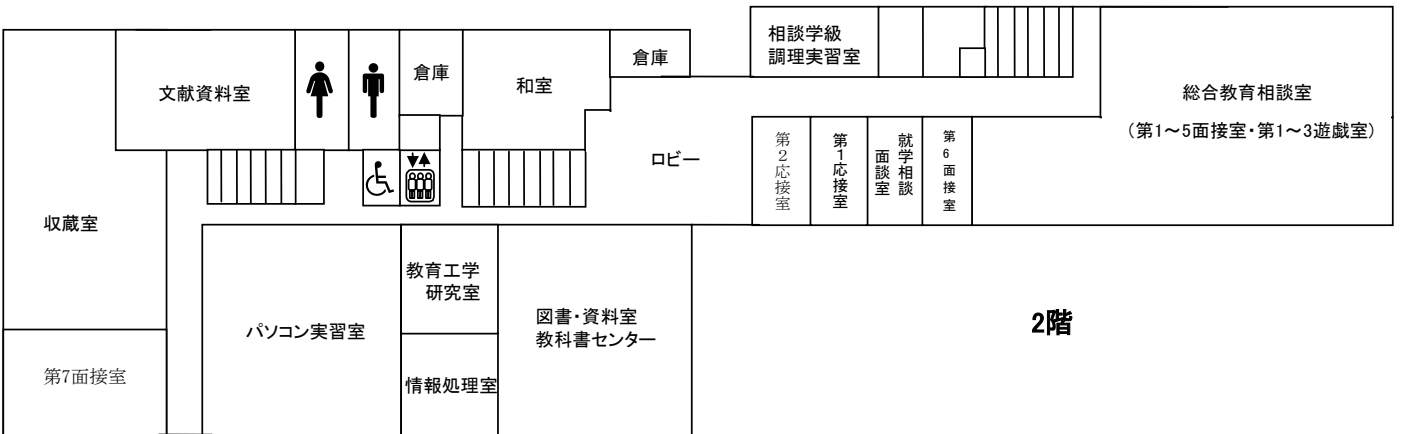 相談学級
調理実習室
倉庫
倉庫
和室
文献資料室
総合教育相談室
（第1～5面接室・第1～3遊戯室）
ロビー
第２応接室
第１応接室
就学相談
面談室
第６面接室
収蔵室
教育工学
研究室
パソコン実習室
図書・資料室
教科書センター
2階
第7面接室
情報処理室